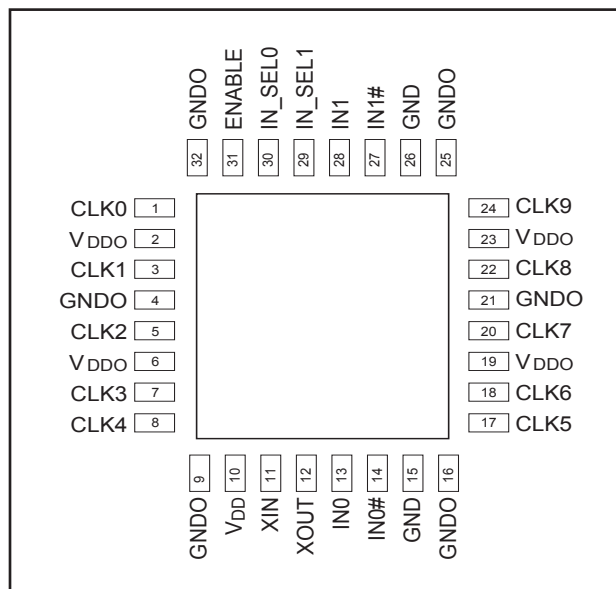 GNDO ENABLE IN_SEL0 IN_SEL1 IN1 IN1# GND GNDO
32 31 30 29 28 27 26 25
CLK0 1 24 CLK9
VDDO 2 23 VDDO
CLK1 3 22 CLK8
GNDO 4 21 GNDO
CLK2 5 20 CLK7
VDDO 6 19 VDDO
CLK3 7 18 CLK6
CLK4 8 17 CLK5
9 10 11 12 13 14 15 16
GNDO VDD XIN XOUT IN0 IN0# GND GNDO